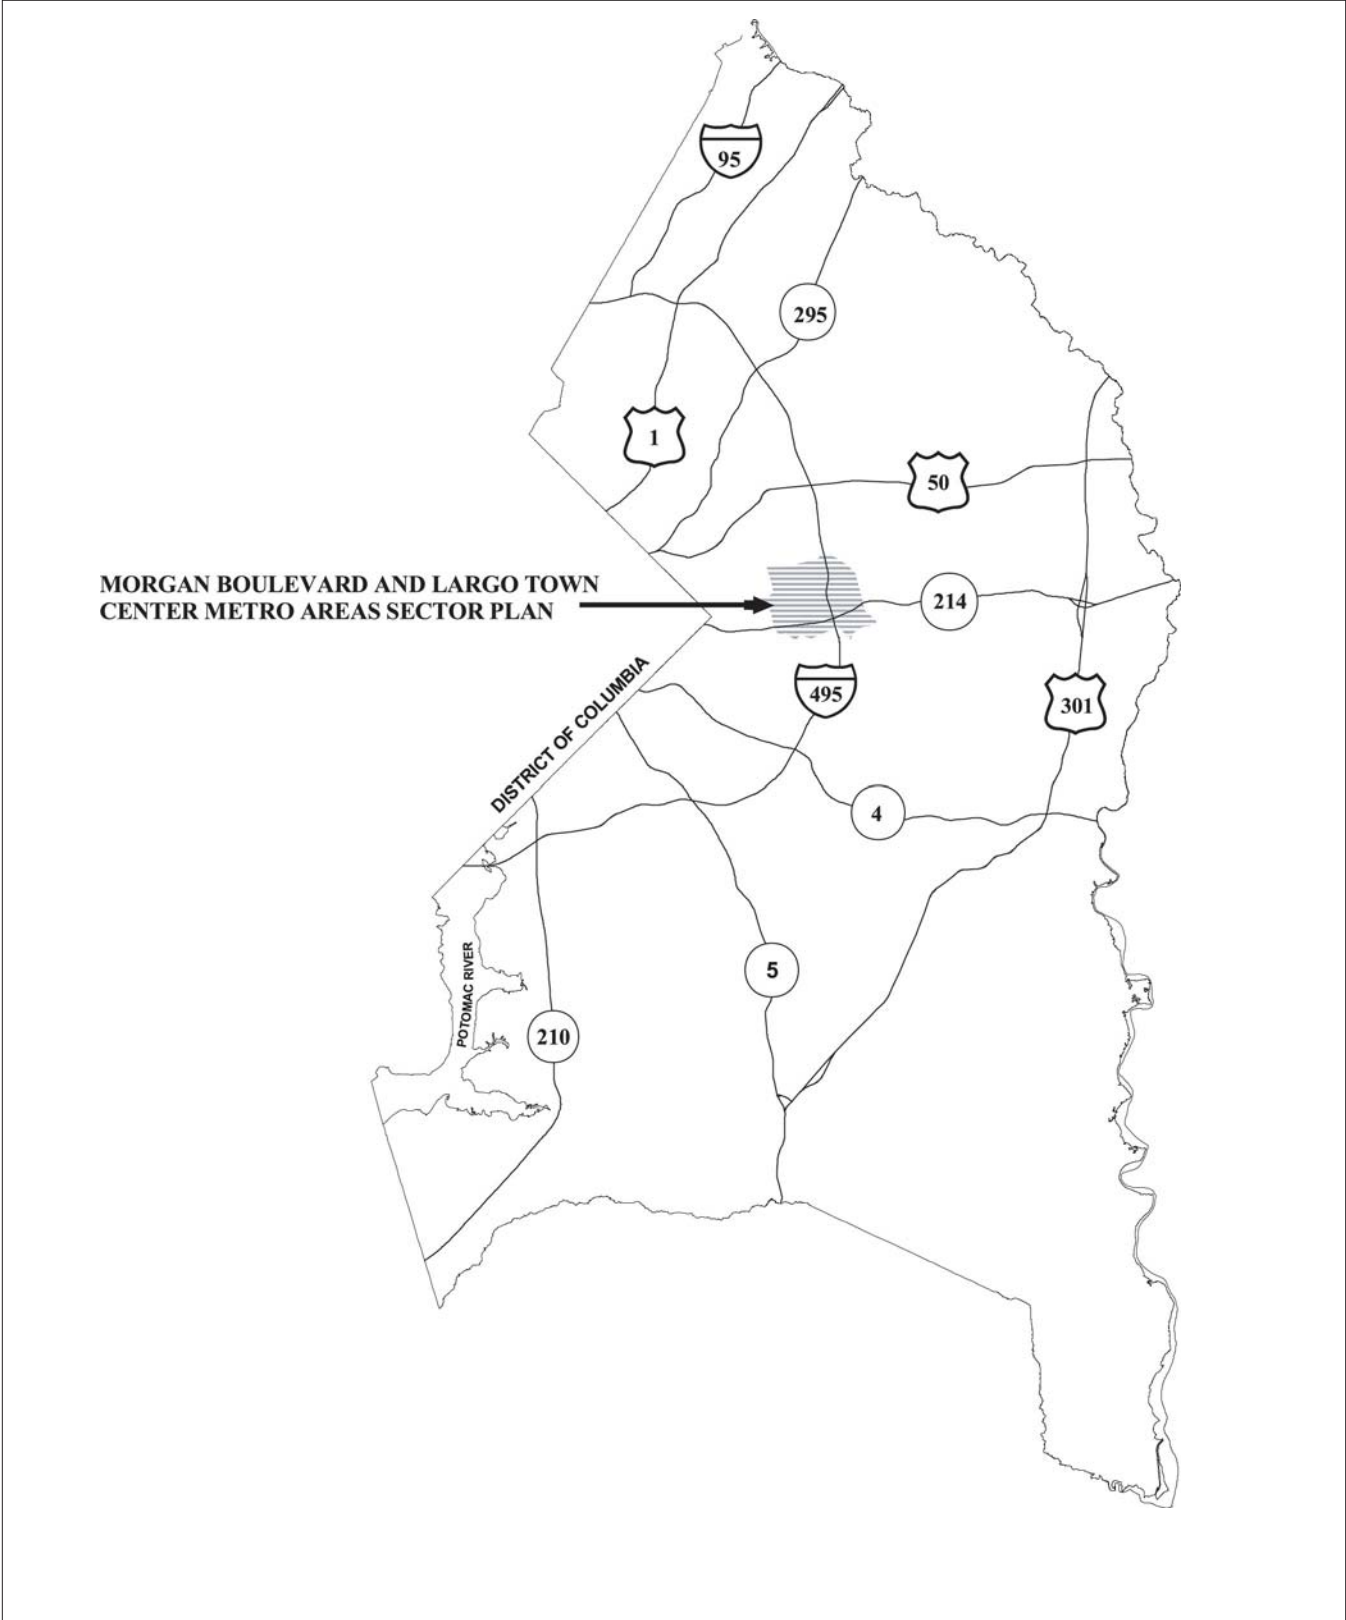 95
295
1
50
MORGAN BOULEVARD AND LARGO TOWN
CENTER METRO AREAS SECTOR PLAN
214
DISTRICT OF COLUMBIA
495
301
4
5
POTOMAC RIVER
210